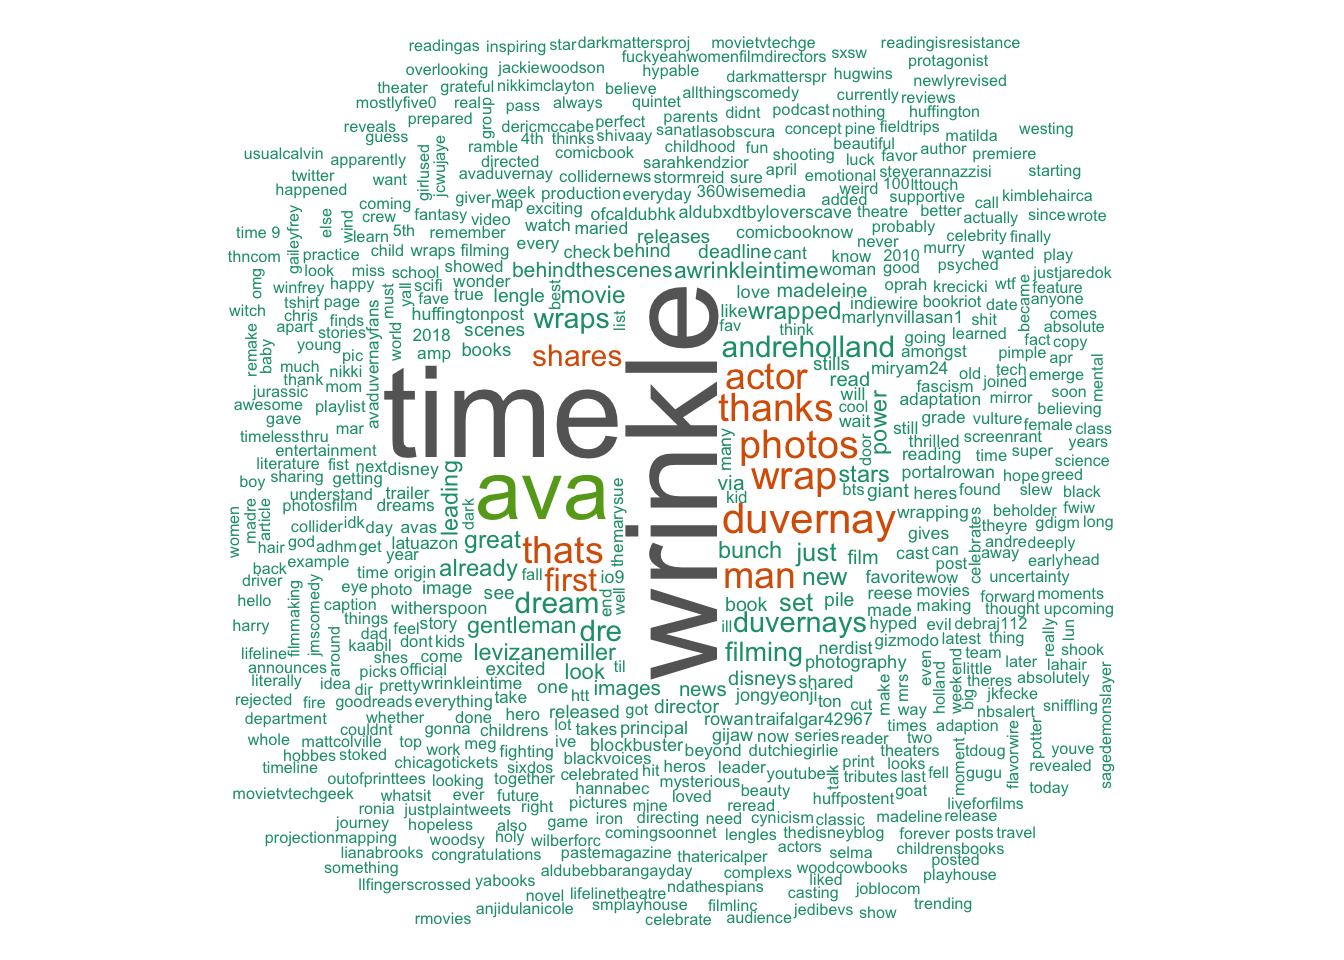 readingas inspiring star darkmattersproj movietvtechge readingisresistance
fuckyeahwomenfilmdirectors sxsw protagonist
overlooking jackiewoodson hypable darkmatterspr hugwins newlyrevised
theater grateful nikkimclayton believe allthingscomedy currently reviews
mostlyfive0 real pass always quintet parents didnt podcast nothing huffington
reveals prepared group dericmccabe perfect sanatlasobscura concept pine fieldtrips westing
guess ramble 4th thinks shivaay childhood fun beautiful author matilda
usualcalvin apparently girlused jcwujaye directed comicbook sarahkendzior shooting luck favor premiere
twitter want avaduvernay collidernews stormreid sure april emotional steverannazzisi starting
happened giver map week production everyday 360wisemedia weird 100lttouch supportive kimblehairca
coming fantasy exciting ofcaldubhk aldubxdtbyloverscave added theatre better call since wrote
time 9 gaileyfrey else wind crew 5th video watch maried releases comicbooknow probably actually
learn remember every behind never celebrity finally
thncom practice child wraps filming check deadline cant know 2010 murry wanted play
omg look miss school showed behindthescenes awrinkleintime woman good psyched justjaredok
winfrey happy must yall scifi wonder best love madeleine oprah krecicki wtf feature
witch tshirt page fave true lengle movie indiewire bookriot date became anyone
chris finds huffingtonpost wraps list like wrapped marlynvillasan1 shit comes
remake apart stories avaduvernayfans world 2018 scenes fav think going learned fact absolute
baby young pic amp books shares andreholland amongst pimple copy
much nikki stills miryam24 old tech apr mental
thank mom time wrinkle actor read fascism joined emerge
jurassic will adaptation mirror soon
awesome playlist thanks cool power grade vulture believing
gave mar wait still female class
timeless thru many door thrilled screenrant years
entertainment photos reading time super
literature fist next disney leading wrap stars portalrowan hope greed science
boy sharing getting ava via
understand trailer dark themarysue kid bts giant heres found slew black
photosfilm dreams beholder fwiw
women madre article collider idk day avas duvernay wrapping celebrates theyre gdigm long
hair god adhm get latuazon great thats bunch just film gives cast can andre deeply
back example year already fall io9 post away earlyhead
driver time origin first man new favorite wow uncertainty
hello filmmaking jmscomedy eye photo image see end well reese movies forward moments
caption witherspoon dream book set pile made making thought upcoming
harry things story gentleman dre ill duvernays hyped evil debraj112 really lun
dad feel gizmodo latest thing
lifeline around kaabil dont kids levizanemiller filming nerdist team shook
announces shes come excited look til photography even weekend little later lahair
literally picks official disneys shared theres absolutely
idea dir pretty wrinkleintime one htt images news jongyeonji make mrs holland big jkfecke
rejected fire goodreads everything take got director ton cut way nbsalert sniffling
department whether done hero released rowan traifalgar42967 times adaption
couldnt gonna childrens lot takes principal gijaw now series reader two tdoug potter youve
whole mattcolville top work meg fighting ive blockbuster beyond dutchiegirlie theaters moment flavorwire sagedemonslayer
hobbes stoked chicagotickets sixdos blackvoices heros leader print looks gugu revealed
timeline looking together celebrated hit mysterious youtube talk tributes last fell
outofprinttees hannabec loved beauty goat today
movietvtechgeek whatsit ever future pictures mine reread huffpostent liveforfilms
ronia justplaintweets right game iron directing need cynicism classic madeline release
journey hopeless also comingsoonnet lengles thedisneyblog forever posts travel
projectionmapping woodsy holy wilberforc actors selma childrensbooks
lianabrooks congratulations pastemagazine thatericalper posted
something aldubebbarangayday complexs woodcowbooks playhouse
llfingerscrossed yabooks ndathespians liked joblocom
novel lifelinetheatre casting
anjidulanicole smplayhouse filmlinc jedibevs trending
rmovies celebrate audience show